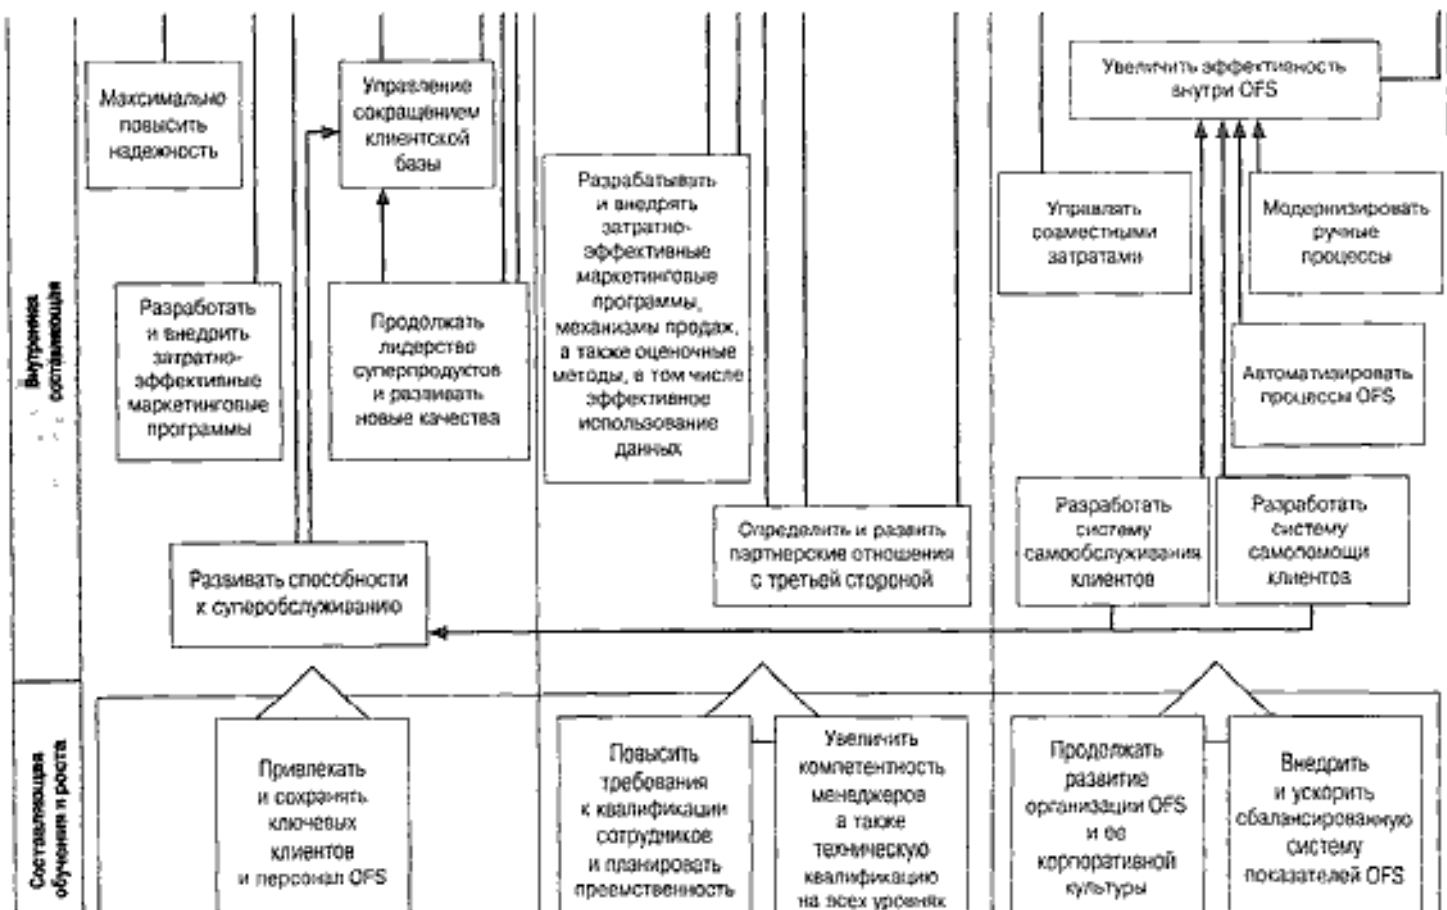 Внутренняя
составляющая
Максимально
повысить
надежность
Управление
сокращением
клиентской
базы
Разработать
и внедрить
затратно-
эффективные
маркетинговые
программы
Продолжать
лидерство
суперпродуктов
и развивать
новые качества
Развивать способности
к суперобслуживанию
Разрабатывать
и внедрять
затратно-
эффективные
маркетинговые
программы,
механизмы продаж,
а также оценочные
методы, в том числе
эффективное
использование
данных
Определить и развить
партнерские отношения
с третьей стороной
Увеличить эффективность
внутри OFS
Управлять
совместными
затратами
Модернизировать
ручные
процессы
Автоматизировать
процессы OFS
Разработать
систему
самообслуживания
клиентов
Разработать
систему
самопомощи
клиентов
Составляющая
обучения и роста
Привлекать
и сохранять
ключевых
клиентов
и персонал OFS
Повысить
требования
к квалификации
сотрудников
и планировать
преемственность
Увеличить
компетентность
менеджеров
а также
техническую
квалификацию
на всех уровнях
Продолжать
развитие
организации OFS
и ее
корпоративной
культуры
Внедрить
и ускорить
сбалансированную
систему
показателей OFS